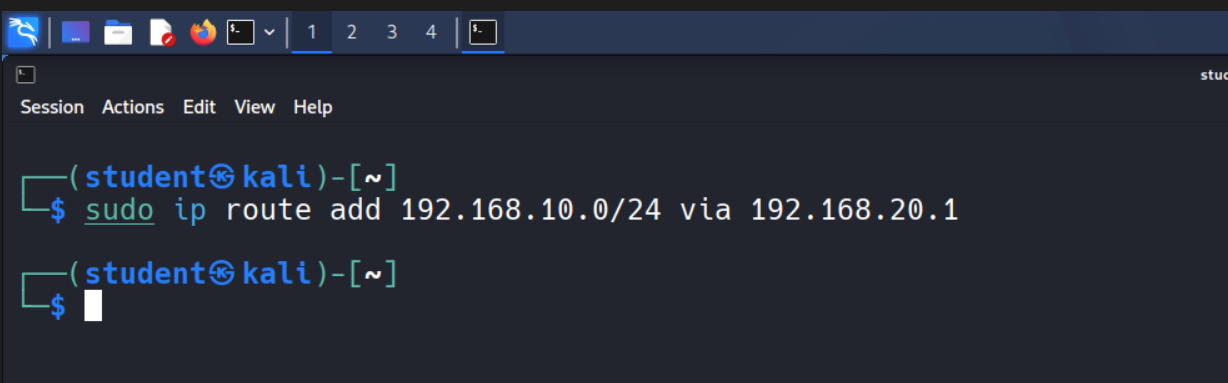 1 2 3 4
Session Actions Edit View Help
(student㉿kali)-[~]
$ sudo ip route add 192.168.10.0/24 via 192.168.20.1
(student㉿kali)-[~]
$